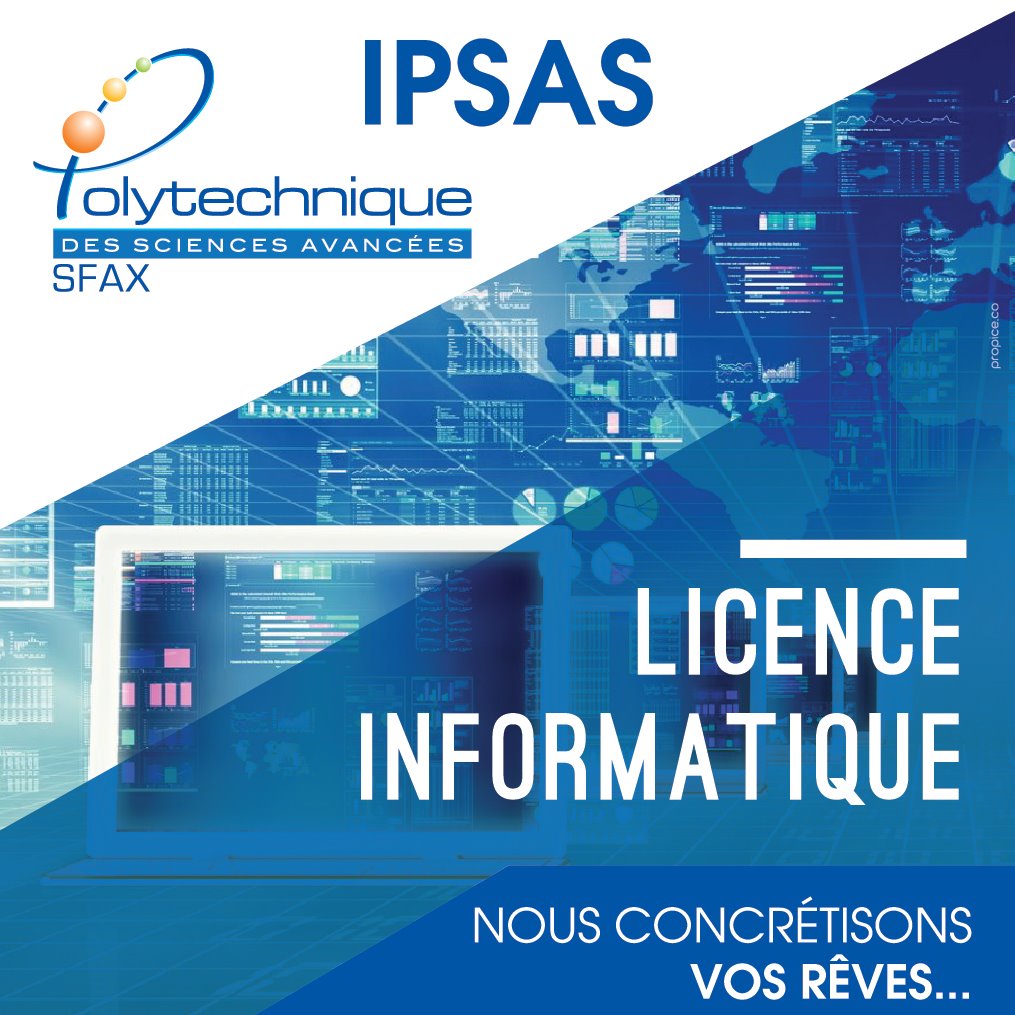 IPSAS
Polytechnique
DES SCIENCES AVANCÉES
SFAX
propice.co
LICENCE
INFORMATIQUE
NOUS CONCRÉTISONS
VOS RÊVES...